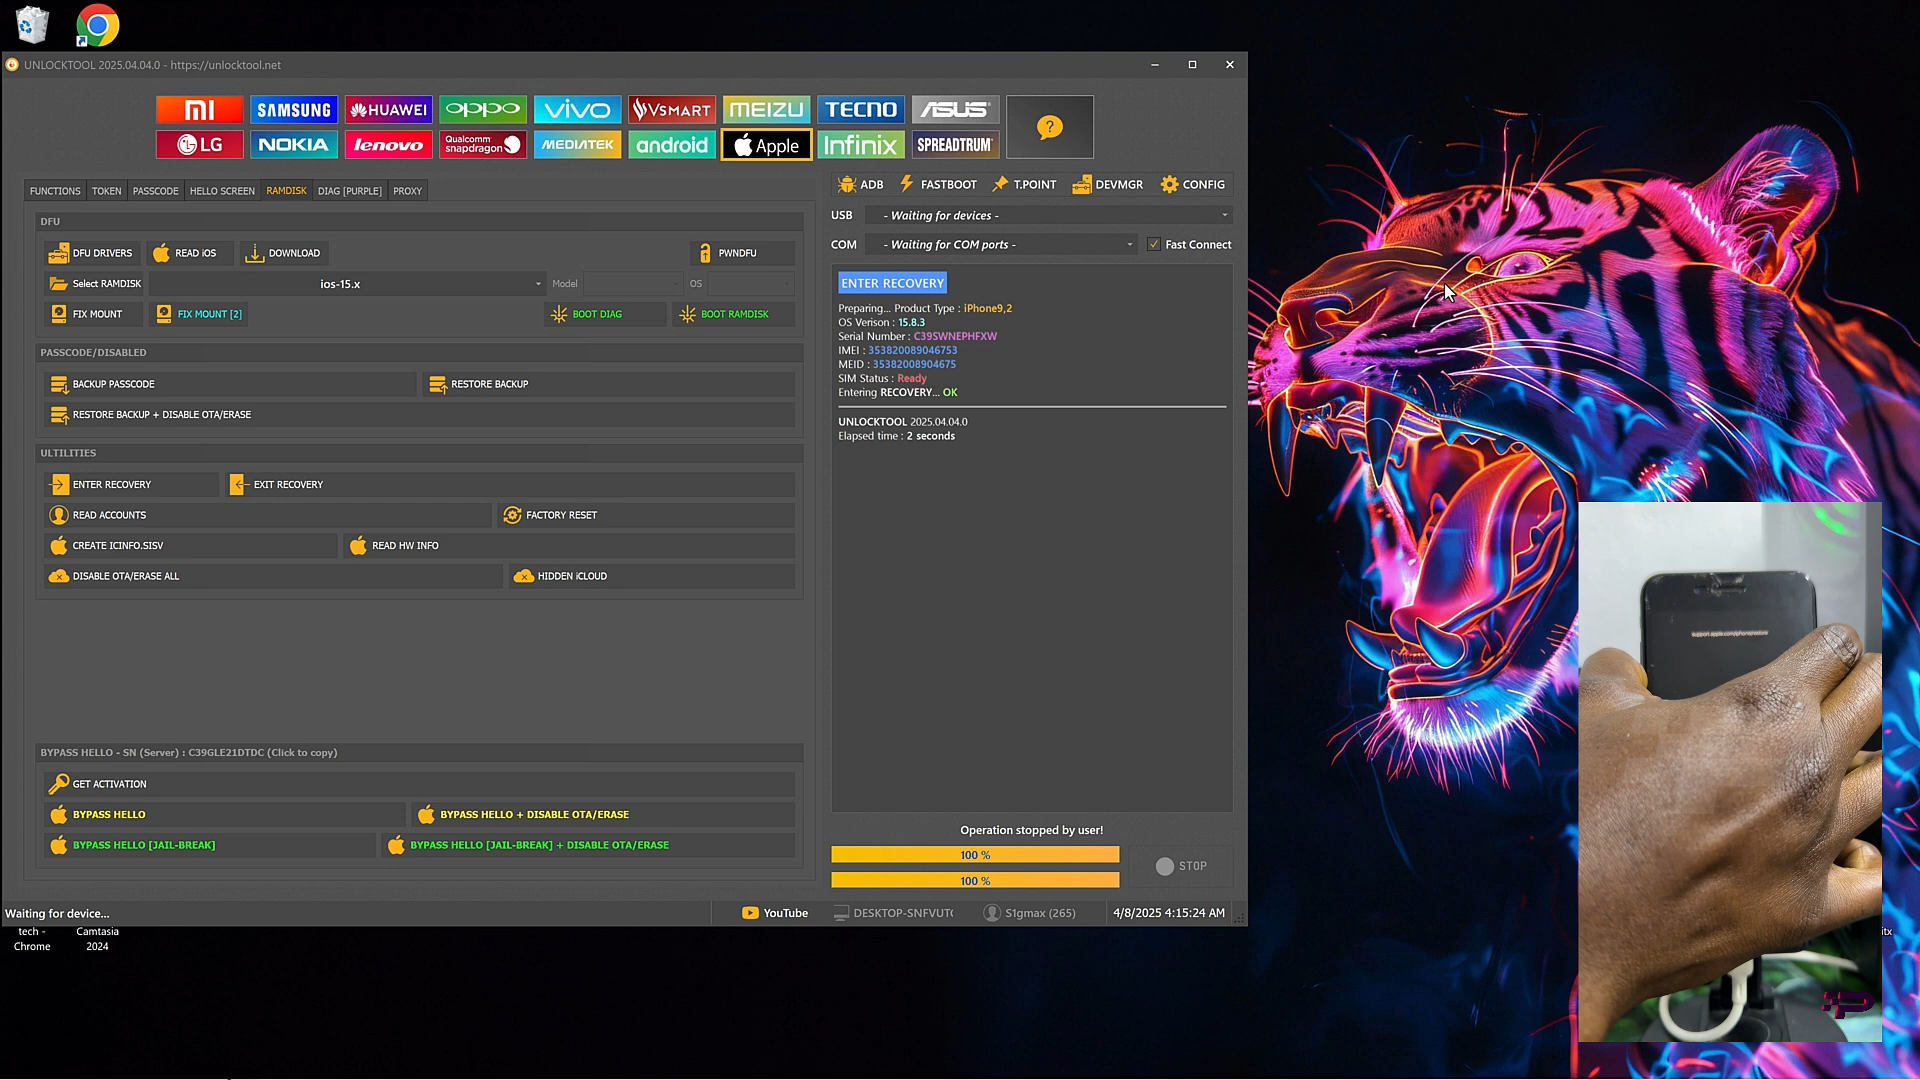 UNLOCKTOOL 2025.04.04.0 - https://unlocktool.net
MI SAMSUNG HUAWEI oppo vivo VSMART MEIZU TECNO ASUS
LG NOKIA lenovo Qualcomm snapdragon MEDIATEK android Apple Infinix SPREADTRUM
?
FUNCTIONS TOKEN PASSCODE HELLO SCREEN RAMDISK DIAG [PURPLE] PROXY
DFU
DFU DRIVERS READ iOS DOWNLOAD PWNDFU
Select RAMDISK ios-15.x Model OS
FIX MOUNT FIX MOUNT [2] BOOT DIAG BOOT RAMDISK
PASSCODE/DISABLED
BACKUP PASSCODE RESTORE BACKUP
RESTORE BACKUP + DISABLE OTA/ERASE
ULTILITIES
ENTER RECOVERY EXIT RECOVERY
READ ACCOUNTS FACTORY RESET
CREATE ICINFO.SISV READ HW INFO
DISABLE OTA/ERASE ALL HIDDEN iCLOUD
BYPASS HELLO - SN (Server) : C39GLE21DTDC (Click to copy)
GET ACTIVATION
BYPASS HELLO BYPASS HELLO + DISABLE OTA/ERASE
BYPASS HELLO [JAIL-BREAK] BYPASS HELLO [JAIL-BREAK] + DISABLE OTA/ERASE
ADB FASTBOOT T.POINT DEVMGR CONFIG
USB - Waiting for devices -
COM - Waiting for COM ports - Fast Connect
ENTER RECOVERY
Preparing... Product Type : iPhone9,2
OS Verison : 15.8.3
Serial Number : C39SWNEPHFXW
IMEI : 353820089046753
MEID : 35382008904675
SIM Status : Ready
Entering RECOVERY... OK
UNLOCKTOOL 2025.04.04.0
Elapsed time : 2 seconds
Operation stopped by user!
100 %
100 %
STOP
Waiting for device... YouTube DESKTOP-SNFVUT S1gmax (265) 4/8/2025 4:15:24 AM
tech -
Chrome
Camtasia
2024
itx
support.apple.com/iphone/restore